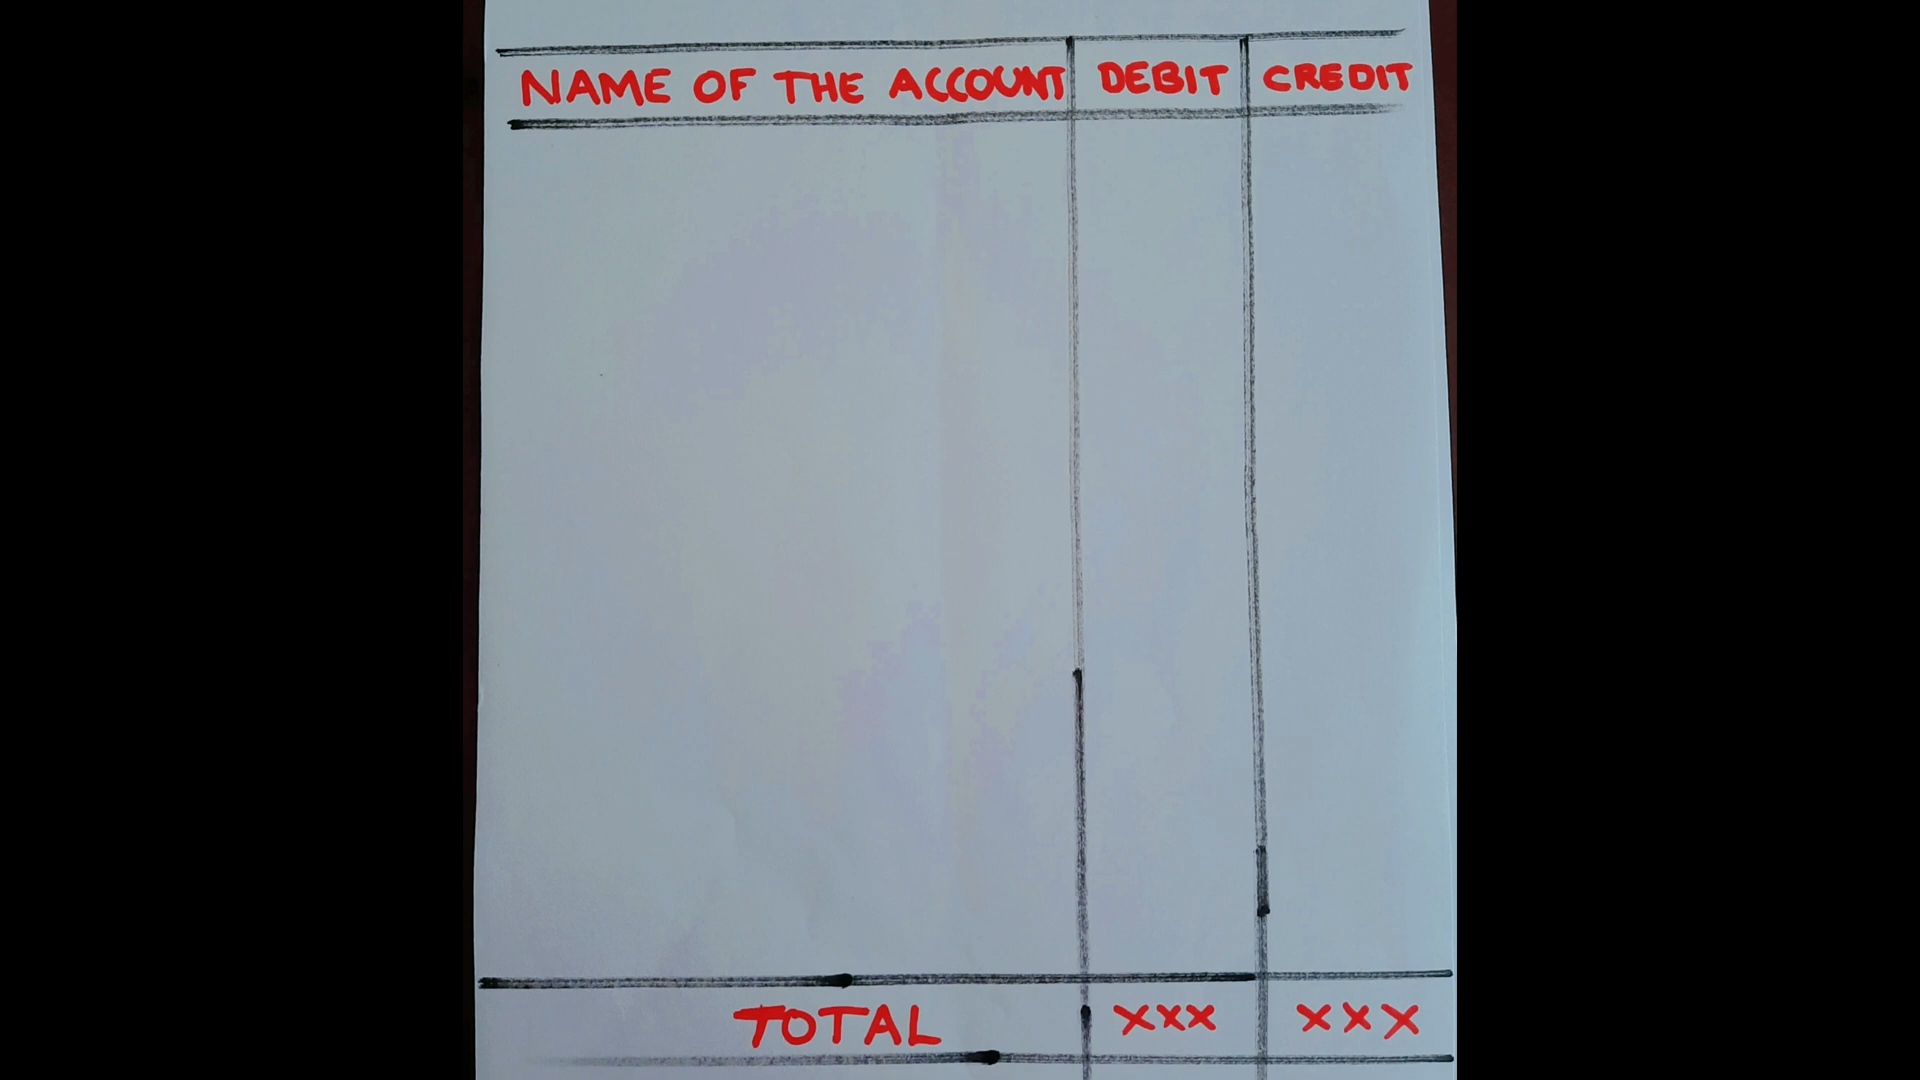 NAME OF THE ACCOUNT DEBIT CREDIT
TOTAL XXX XXX